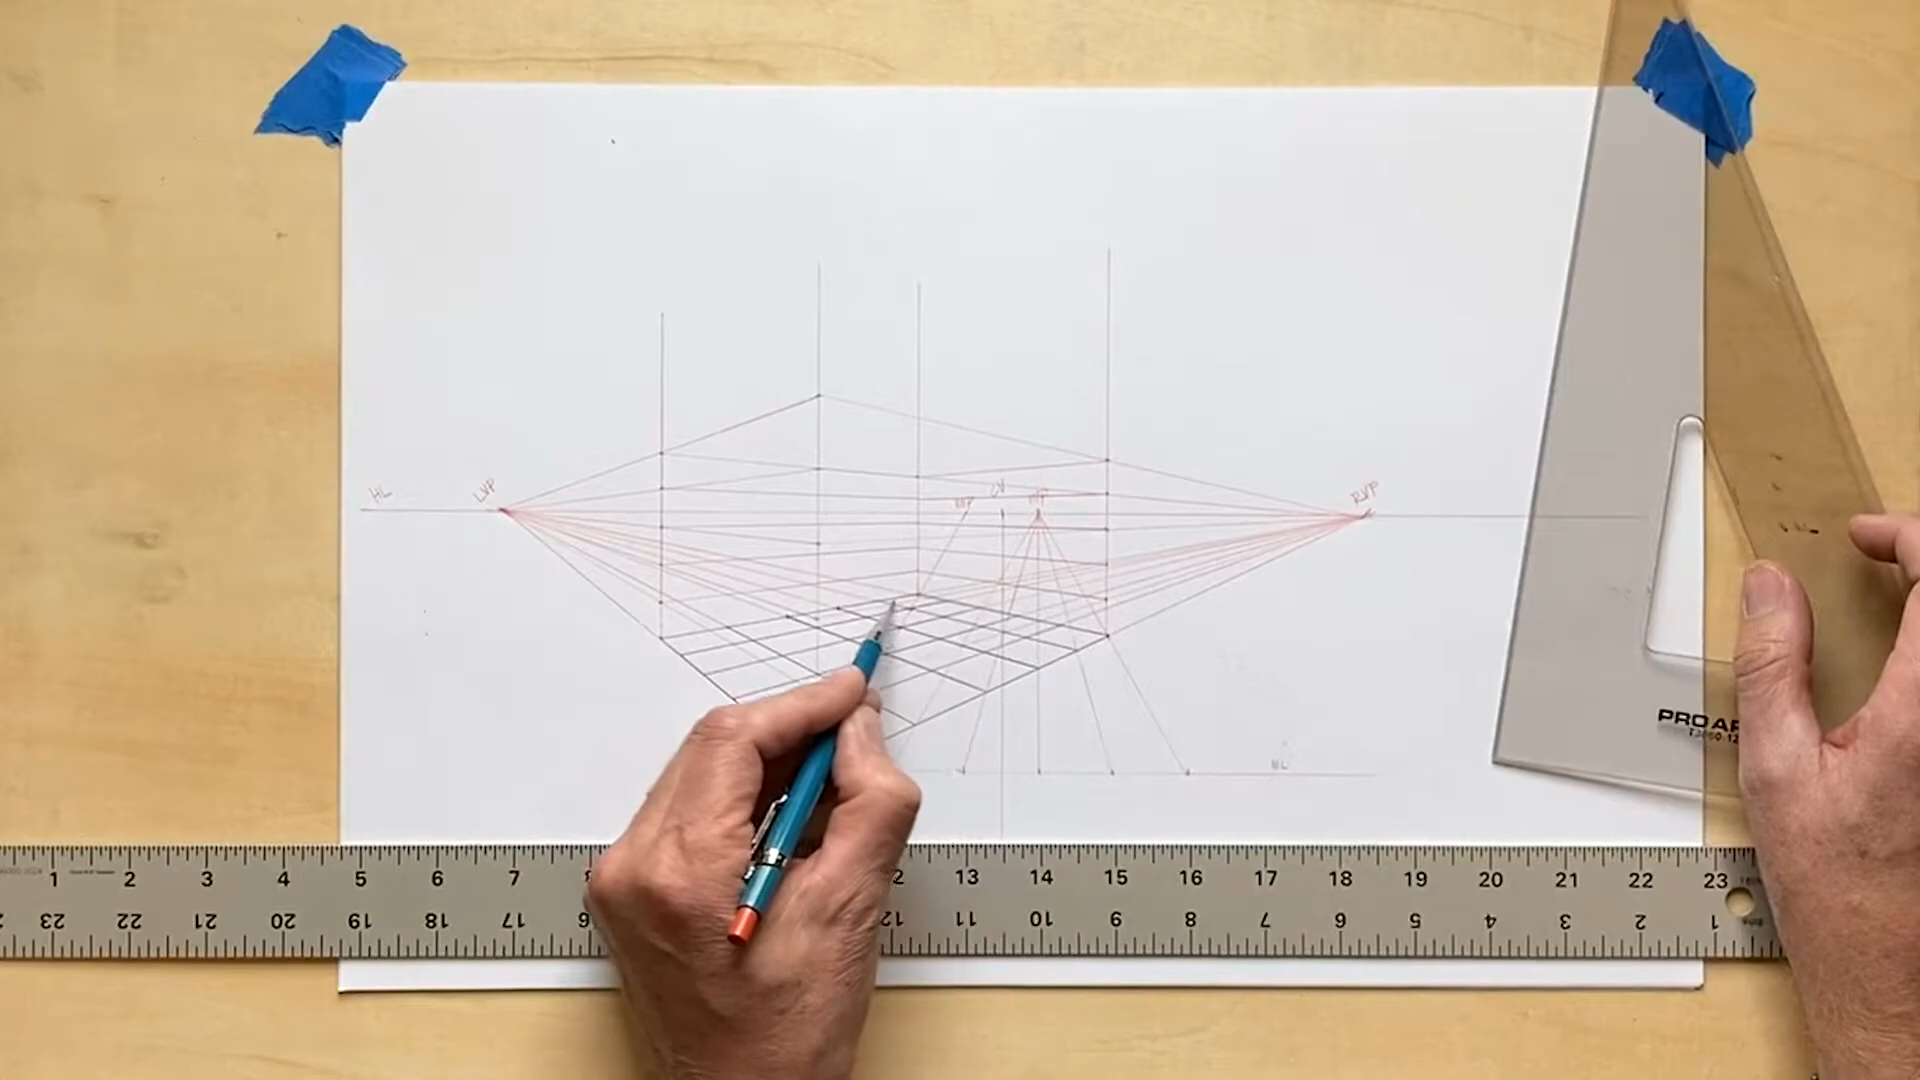 HL
LVP
MP
CV
MP
RVP
PRO AR
HL
1 2 3 4 5 6 7 8 2 13 14 15 16 17 18 19 20 21 22 23
23 22 21 20 19 18 17 16 12 11 10 9 8 7 6 5 4 3 2 1